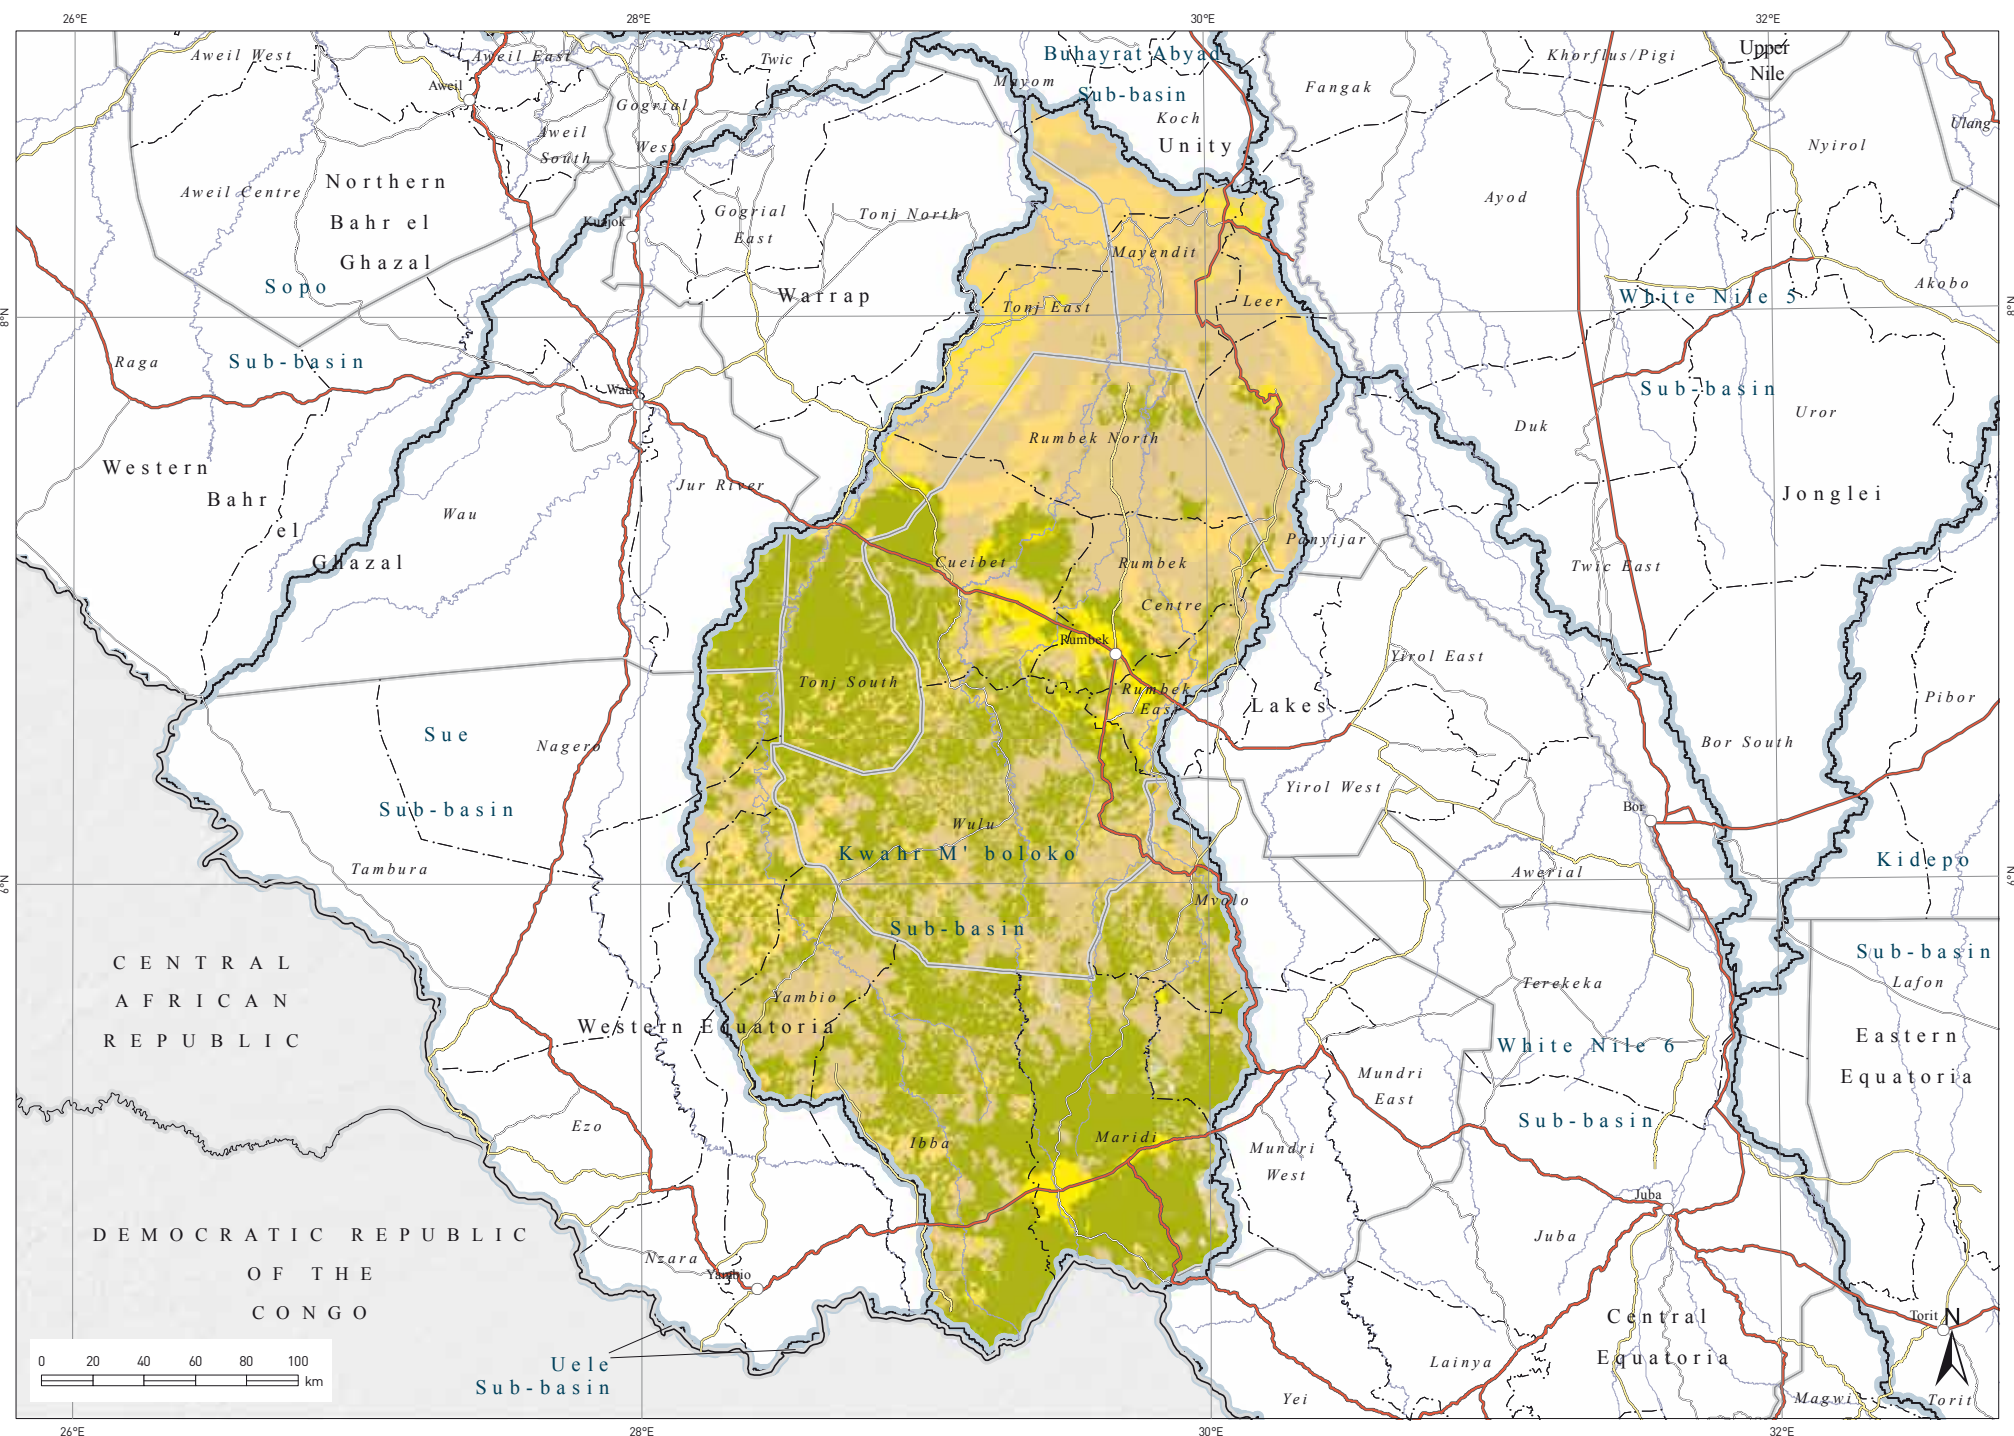 26°E
28°E
30°E
32°E
Aweil West
Aweil East
Twic
Buhayrat Abyad
Sub-basin
Mayom
Koch
Unity
Fangak
Khorflus/Pigi
Upper
Nile
Ulang
Nyirol
Aweil
Gogrial
West
Aweil
South
Aweil Centre
Northern
Bahr el
Ghazal
Kuajok
Gogrial
East
Tonj North
Ayod
Mayendit
Sopo
Sub-basin
Warrap
Tonj East
Leer
White Nile 5
Sub-basin
Akobo
8°N
8°N
Raga
Wau
Uror
Duk
Rumbek North
Western
Bahr
el
Ghazal
Wau
Jur River
Jonglei
Cueibet
Rumbek
Centre
Panyijar
Twic East
Rumbek
Yirol East
Tonj South
Rumbek
East
Lakes
Pibor
Sue
Sub-basin
Nagero
Bor South
Yirol West
Bor
Wulu
Kwahr M' boloko
Sub-basin
Tambura
Awerial
Kidepo
Sub-basin
6°N
6°N
Mvolo
CENTRAL
AFRICAN
REPUBLIC
Yambio
Western Equatoria
Terekeka
Lafon
White Nile 6
Sub-basin
Eastern
Equatoria
Mundri
East
Ezo
Ibba
Maridi
Mundri
West
Juba
Juba
DEMOCRATIC REPUBLIC
OF THE
CONGO
Nzara
Yambio
Central
Equatoria
Torit
N
0 20 40 60 80 100
km
Uele
Sub-basin
Lainya
Yei
Magwi
Torit
26°E
28°E
30°E
32°E